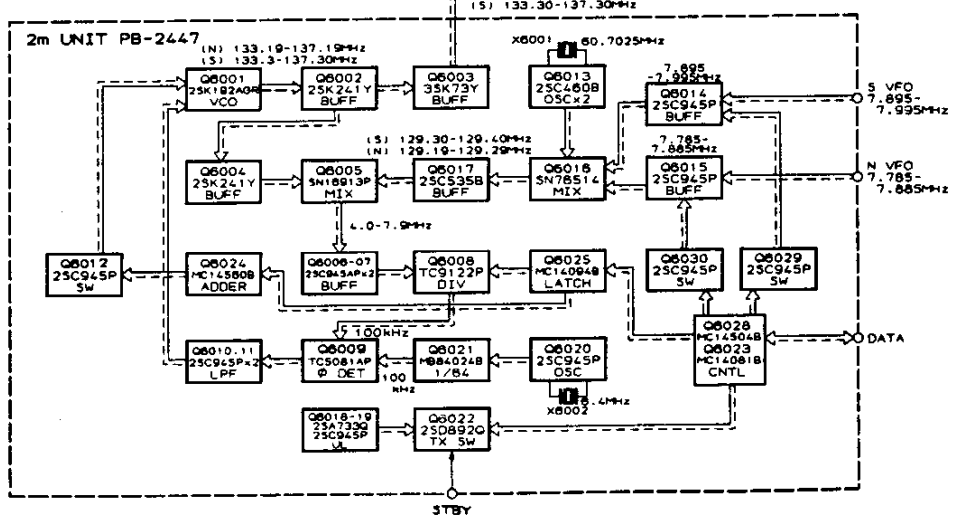 (S) 133.30-137.30MHz
2m UNIT PB-2447
(N) 133.19-137.19MHz
(S) 133.3-137.30MHz
X6001
60.7025MHz
Q6001
2SK192AGR
VCO
Q6002
2SK241Y
BUFF
Q6003
3SK73Y
BUFF
Q6013
2SC460B
OSCx2
7.895
-7.995MHz
Q6014
2SC945P
BUFF
S VFO
7.895-
7.995MHz
(S) 129.30-129.40MHz
(N) 129.19-129.29MHz
7.785-
7.885MHz
Q6004
2SK241Y
BUFF
Q6005
SN16913P
MIX
Q6017
2SC535B
BUFF
Q6016
SN76514
MIX
Q6015
2SC945P
BUFF
N VFO
7.785-
7.885MHz
4.0-7.9MHz
Q6012
2SC945P
SW
Q6024
MC14560B
ADDER
Q6006-07
2SC945APx2
BUFF
Q6008
TC9122P
DIV
Q6025
MC14094B
LATCH
Q6030
2SC945P
SW
Q6029
2SC945P
SW
100kHz
Q6010.11
2SC945Px2
LPF
Q6009
TC5081AP
Φ DET
100
kHz
Q6021
MB84024B
1/64
Q6020
2SC945P
OSC
X6002
6.4MHz
Q6028
MC14504B
Q6023
MC14081B
CNTL
DATA
Q6018-19
2SA733Q
2SC945P
UL
Q6022
2SD892Q
TX SW
STBY